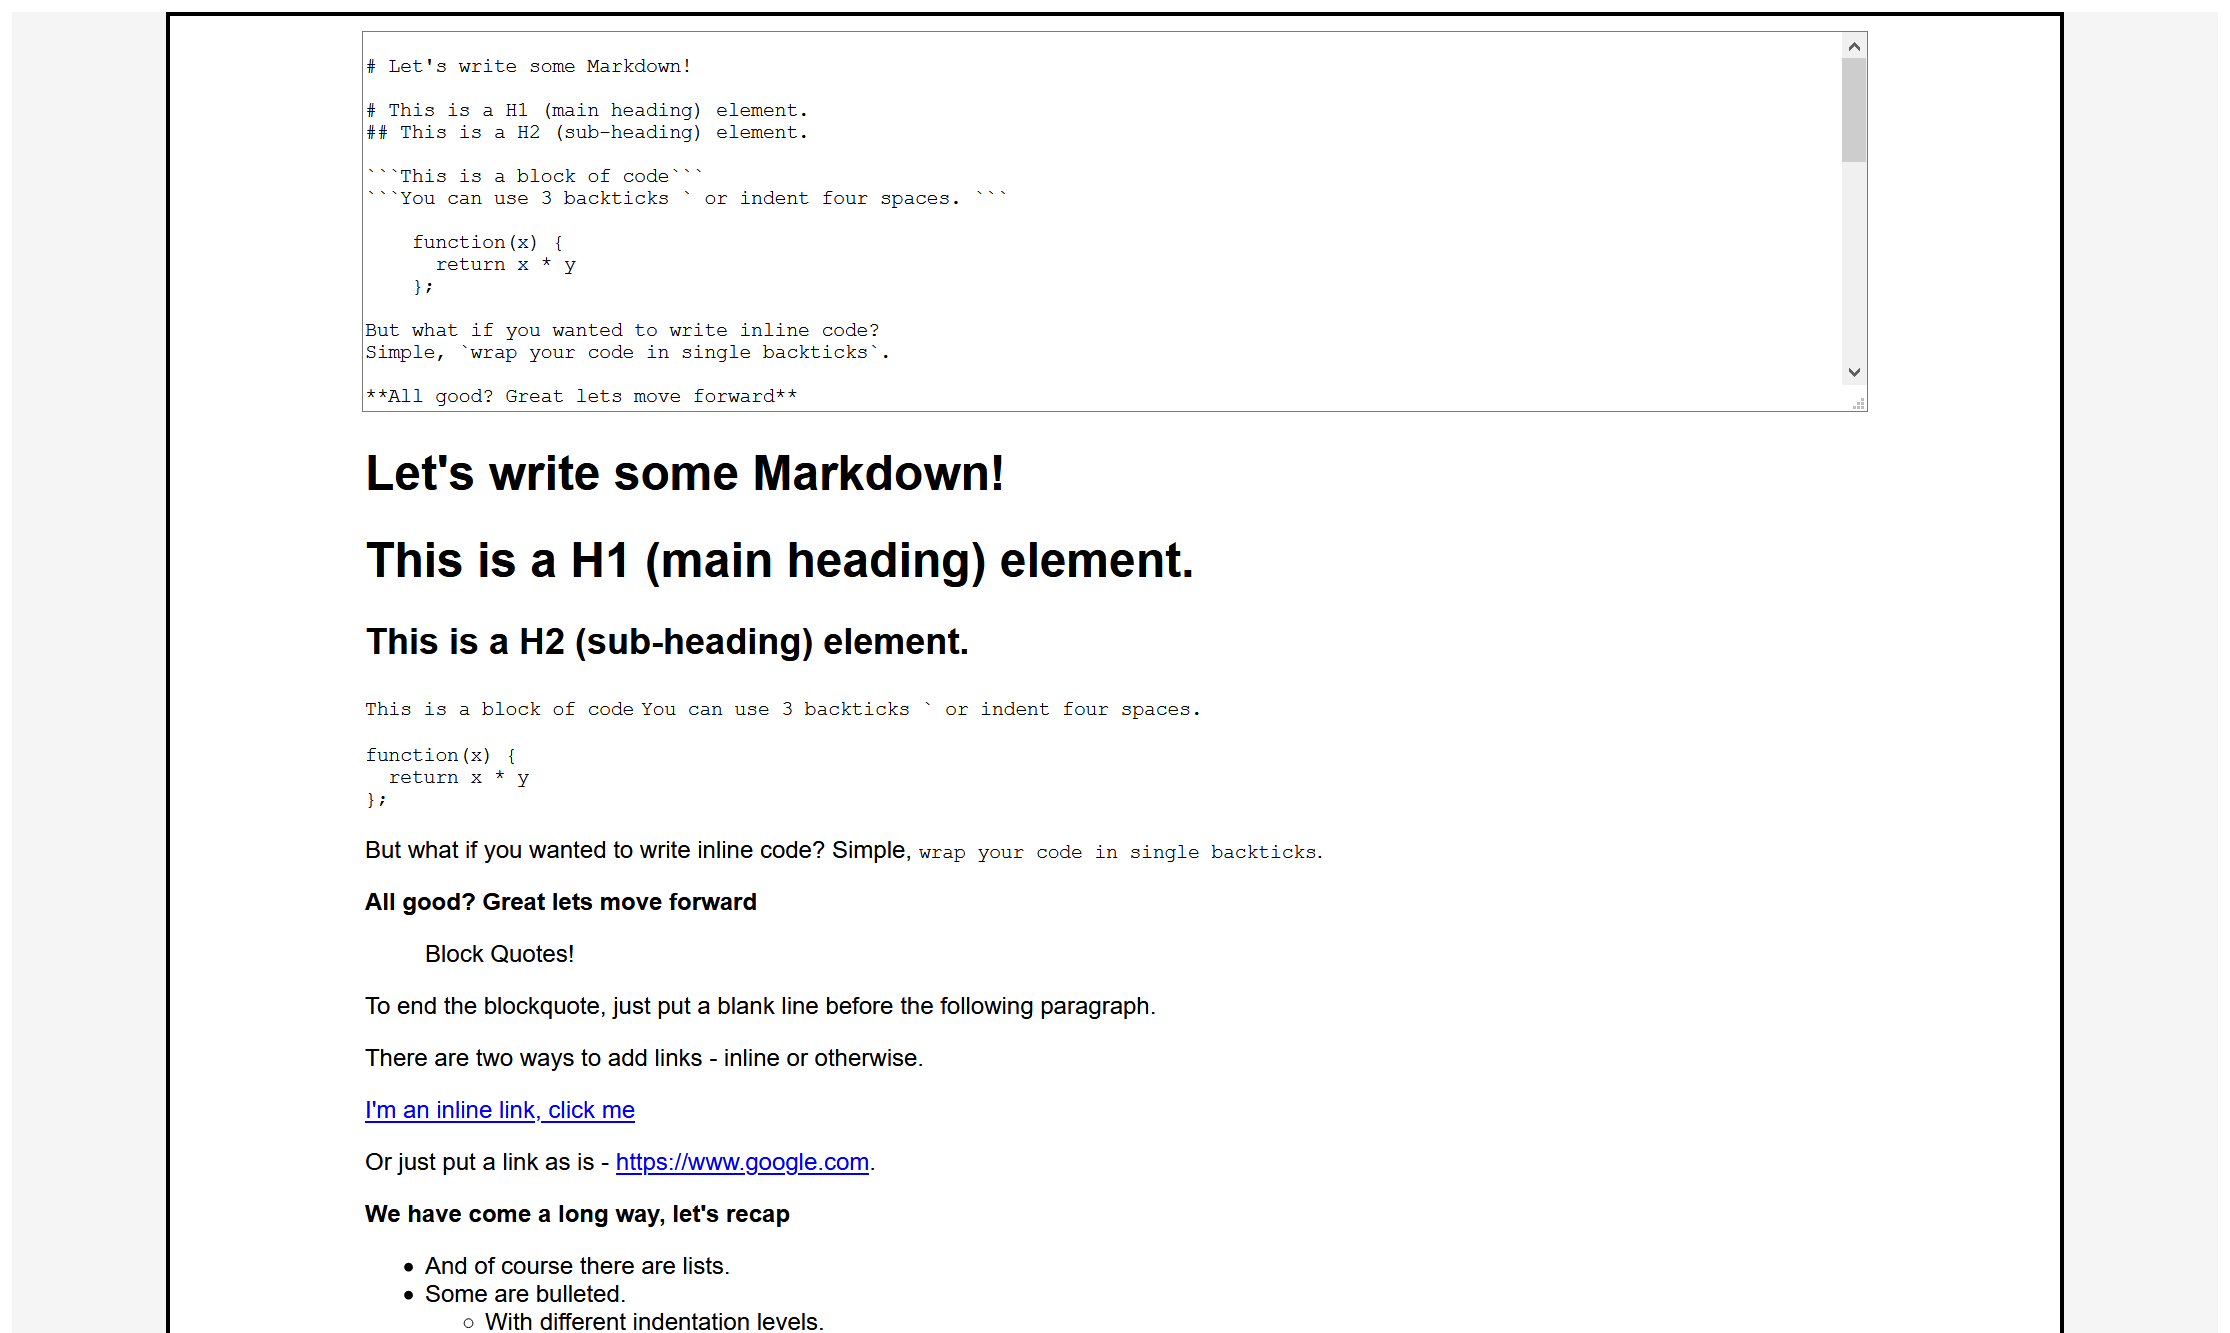 # Let's write some Markdown!
# This is a H1 (main heading) element.
## This is a H2 (sub-heading) element.
```This is a block of code```
```You can use 3 backticks ` or indent four spaces. ```
    function(x) {
      return x * y
    };
But what if you wanted to write inline code?
Simple, `wrap your code in single backticks`.
**All good? Great lets move forward**
Let's write some Markdown!
This is a H1 (main heading) element.
This is a H2 (sub-heading) element.
This is a block of code You can use 3 backticks ` or indent four spaces.
function(x) {
  return x * y
};
But what if you wanted to write inline code? Simple, wrap your code in single backticks.
All good? Great lets move forward
Block Quotes!
To end the blockquote, just put a blank line before the following paragraph.
There are two ways to add links - inline or otherwise.
I'm an inline link, click me
Or just put a link as is - https://www.google.com.
We have come a long way, let's recap
And of course there are lists.
Some are bulleted.
With different indentation levels.